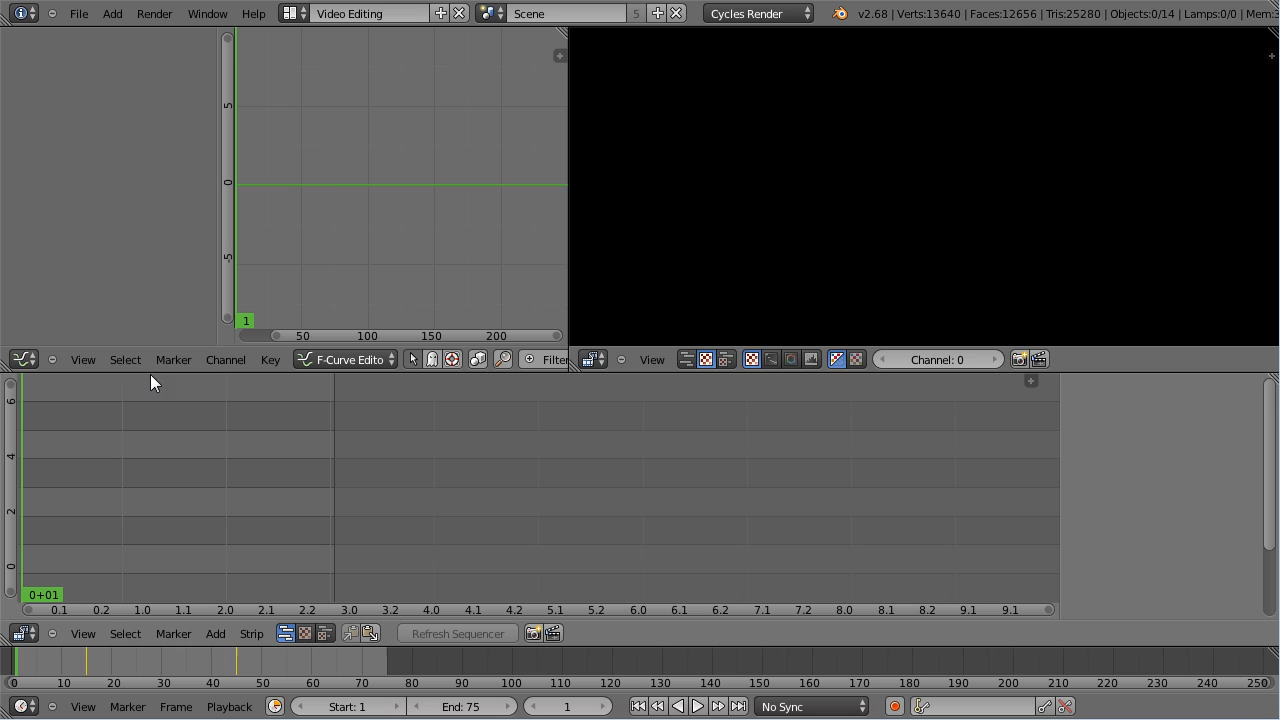 File Add Render Window Help Video Editing Scene 5 Cycles Render v2.68 | Verts:13640 | Faces:12656 | Tris:25280 | Objects:0/14 | Lamps:0/0 | Mem:3
5
0
-5
1
50 100 150 200
View Select Marker Channel Key F-Curve Edito Filter View Channel: 0
6
4
2
0
0+01
0.1 0.2 1.0 1.1 2.0 2.1 2.2 3.0 3.2 4.0 4.1 4.2 5.1 5.2 6.0 6.1 6.2 7.1 7.2 8.0 8.1 8.2 9.1 9.1
View Select Marker Add Strip Refresh Sequencer
0 10 20 30 40 50 60 70 80 90 100 110 120 130 140 150 160 170 180 190 200 210 220 230 240 250
View Marker Frame Playback Start: 1 End: 75 1 No Sync